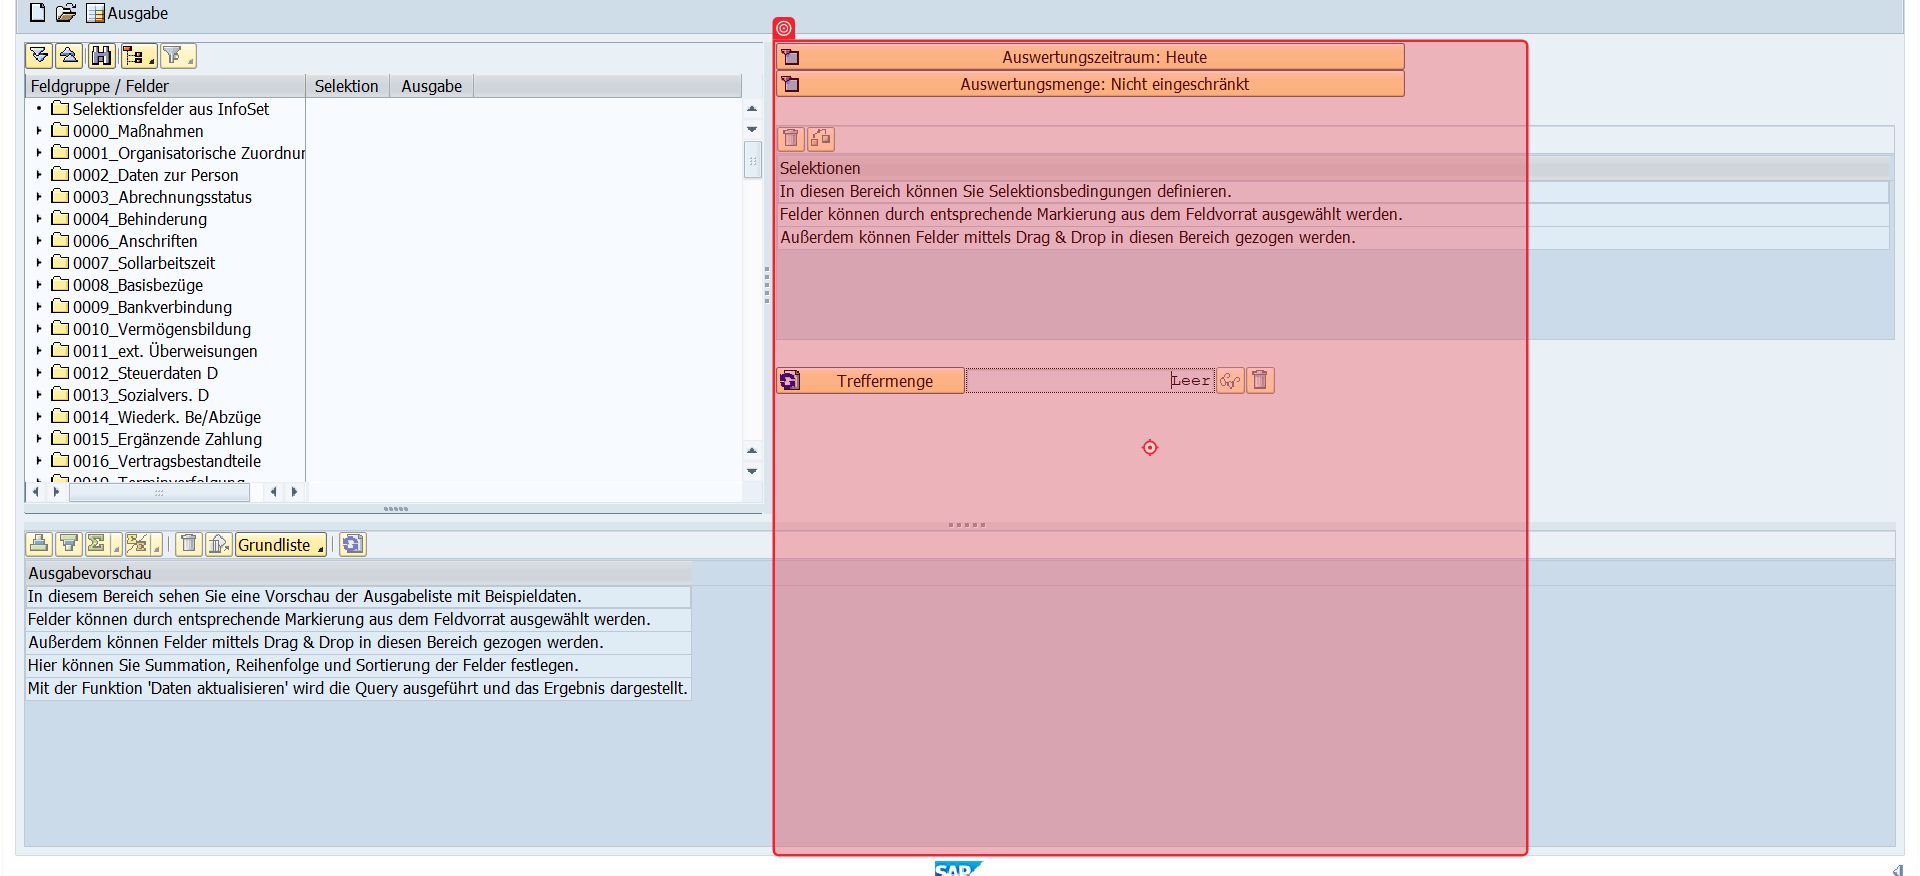 Ausgabe
Feldgruppe / Felder Selektion Ausgabe
Selektionsfelder aus InfoSet
0000_Maßnahmen
0001_Organisatorische Zuordnur
0002_Daten zur Person
0003_Abrechnungsstatus
0004_Behinderung
0006_Anschriften
0007_Sollarbeitszeit
0008_Basisbezüge
0009_Bankverbindung
0010_Vermögensbildung
0011_ext. Überweisungen
0012_Steuerdaten D
0013_Sozialvers. D
0014_Wiederk. Be/Abzüge
0015_Ergänzende Zahlung
0016_Vertragsbestandteile
0019_Terminverfolgung
Auswertungszeitraum: Heute
Auswertungsmenge: Nicht eingeschränkt
Selektionen
In diesen Bereich können Sie Selektionsbedingungen definieren.
Felder können durch entsprechende Markierung aus dem Feldvorrat ausgewählt werden.
Außerdem können Felder mittels Drag & Drop in diesen Bereich gezogen werden.
Treffermenge Leer
Grundliste
Ausgabevorschau
In diesem Bereich sehen Sie eine Vorschau der Ausgabeliste mit Beispieldaten.
Felder können durch entsprechende Markierung aus dem Feldvorrat ausgewählt werden.
Außerdem können Felder mittels Drag & Drop in diesen Bereich gezogen werden.
Hier können Sie Summation, Reihenfolge und Sortierung der Felder festlegen.
Mit der Funktion 'Daten aktualisieren' wird die Query ausgeführt und das Ergebnis dargestellt.
SAP